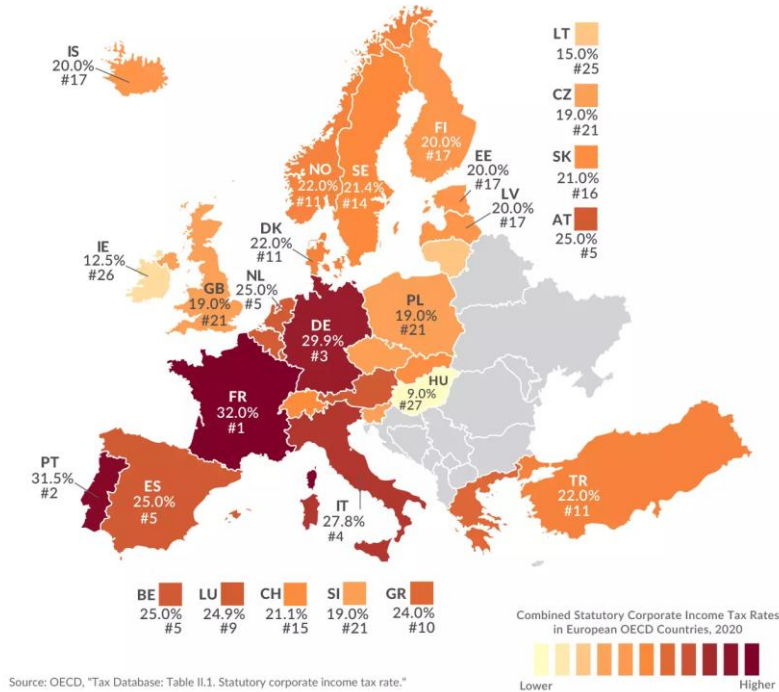 IS
20.0%
#17
LT
15.0%
#25
CZ
19.0%
#21
SK
21.0%
#16
AT
25.0%
#5
FI
20.0%
#17
NO
22.0%
#11
SE
21.4%
#14
EE
20.0%
#17
LV
20.0%
#17
DK
22.0%
#11
IE
12.5%
#26
GB
19.0%
#21
NL
25.0%
#5
DE
29.9%
#3
PL
19.0%
#21
HU
9.0%
#27
FR
32.0%
#1
PT
31.5%
#2
ES
25.0%
#5
IT
27.8%
#4
TR
22.0%
#11
BE
25.0%
#5
LU
24.9%
#9
CH
21.1%
#15
SI
19.0%
#21
GR
24.0%
#10
Combined Statutory Corporate Income Tax Rates
in European OECD Countries, 2020
Lower
Higher
Source: OECD, "Tax Database: Table II.1. Statutory corporate income tax rate."